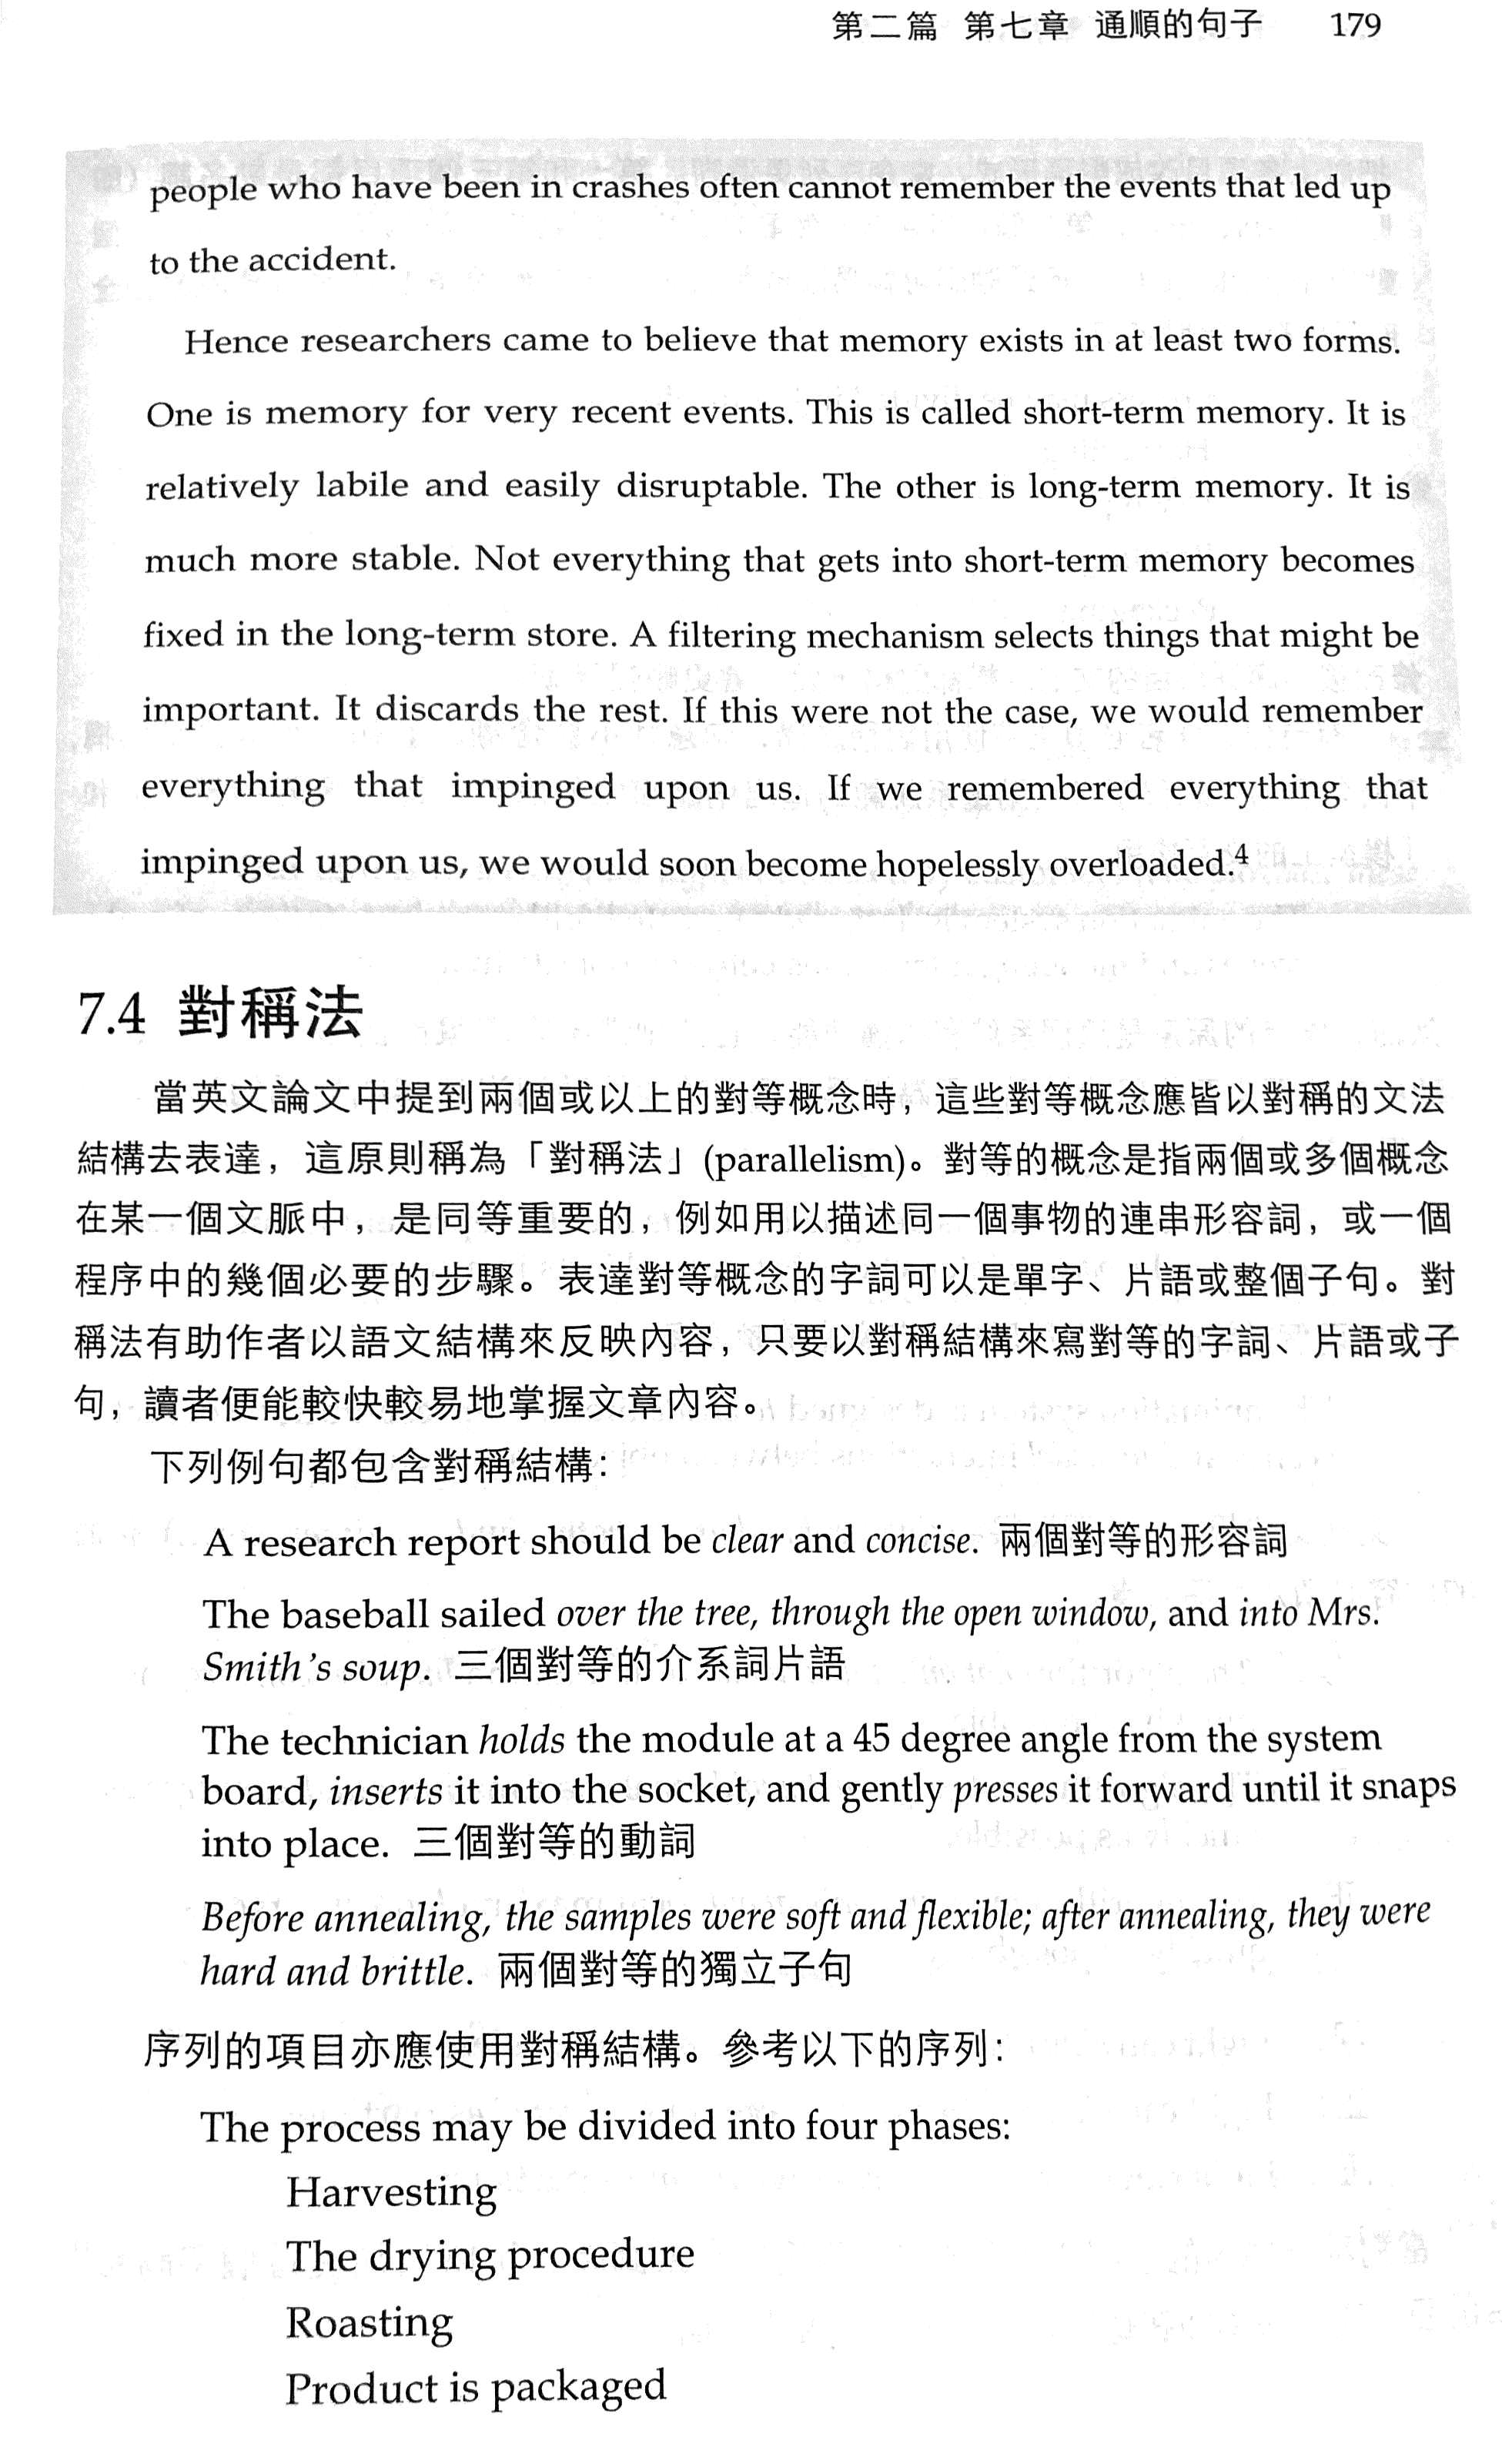 第二篇 第七章 通順的句子 179
people who have been in crashes often cannot remember the events that led up
to the accident.
Hence researchers came to believe that memory exists in at least two forms.
One is memory for very recent events. This is called short-term memory. It is
relatively labile and easily disruptable. The other is long-term memory. It is
much more stable. Not everything that gets into short-term memory becomes
fixed in the long-term store. A filtering mechanism selects things that might be
important. It discards the rest. If this were not the case, we would remember
everything that impinged upon us. If we remembered everything that
impinged upon us, we would soon become hopelessly overloaded.⁴
7.4 對稱法
當英文論文中提到兩個或以上的對等概念時，這些對等概念應皆以對稱的文法
結構去表達，這原則稱為「對稱法」(parallelism)。對等的概念是指兩個或多個概念
在某一個文脈中，是同等重要的，例如用以描述同一個事物的連串形容詞，或一個
程序中的幾個必要的步驟。表達對等概念的字詞可以是單字、片語或整個子句。對
稱法有助作者以語文結構來反映內容，只要以對稱結構來寫對等的字詞、片語或子
句，讀者便能較快較易地掌握文章內容。
下列例句都包含對稱結構：
A research report should be clear and concise. 兩個對等的形容詞
The baseball sailed over the tree, through the open window, and into Mrs.
Smith's soup. 三個對等的介系詞片語
The technician holds the module at a 45 degree angle from the system
board, inserts it into the socket, and gently presses it forward until it snaps
into place. 三個對等的動詞
Before annealing, the samples were soft and flexible; after annealing, they were
hard and brittle. 兩個對等的獨立子句
序列的項目亦應使用對稱結構。參考以下的序列：
The process may be divided into four phases:
Harvesting
The drying procedure
Roasting
Product is packaged